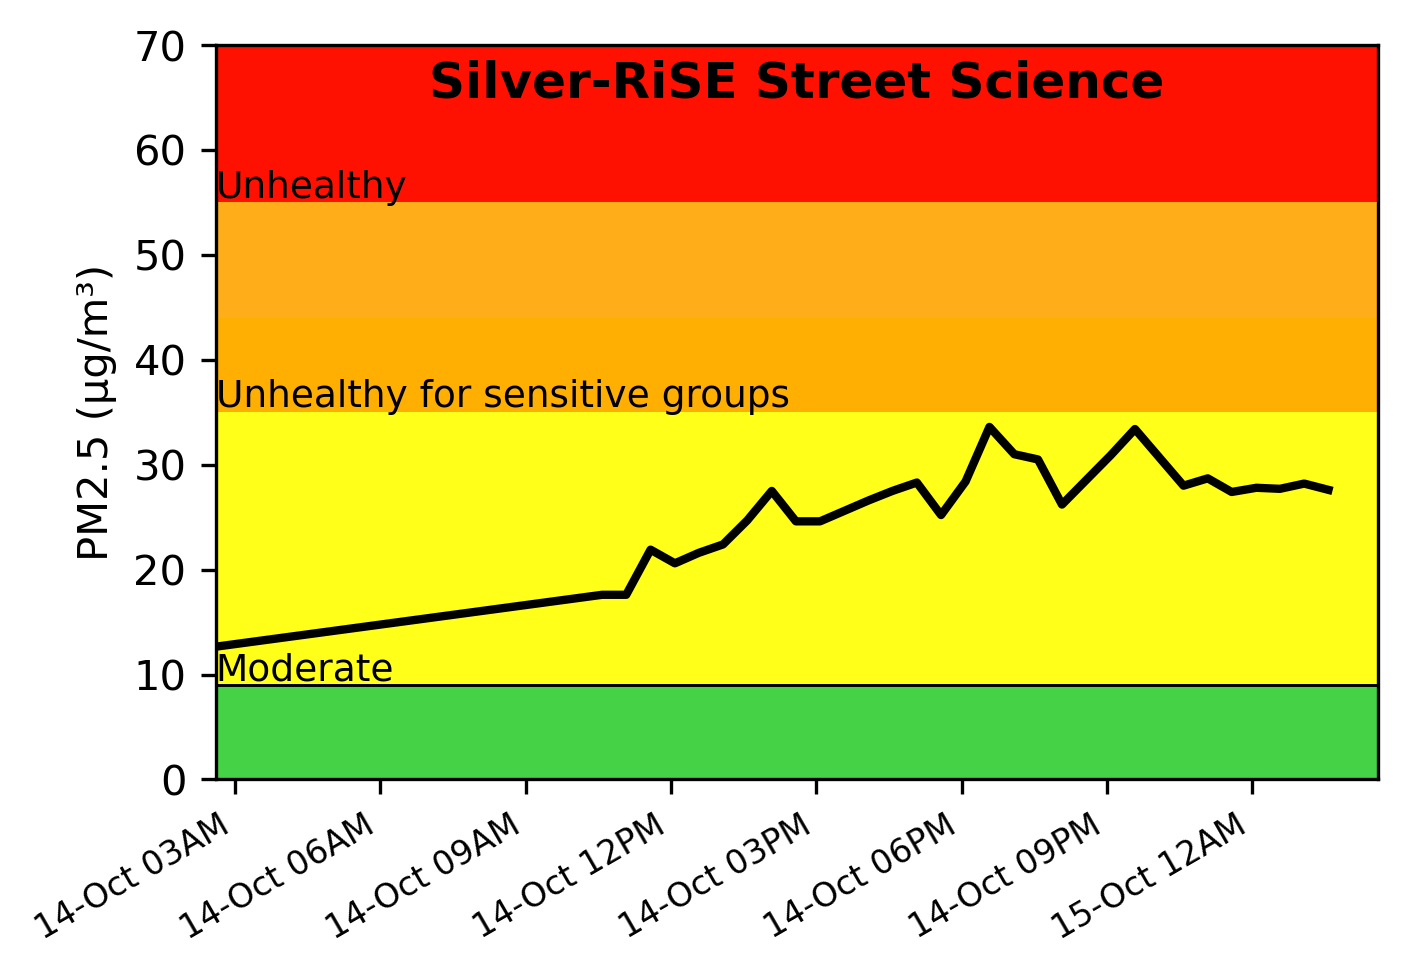 Silver-RiSE Street Science
70
60
Unhealthy
50
40
Unhealthy for sensitive groups
30
20
10
Moderate
0
PM2.5 (µg/m³)
14-Oct 03AM
14-Oct 06AM
14-Oct 09AM
14-Oct 12PM
14-Oct 03PM
14-Oct 06PM
14-Oct 09PM
15-Oct 12AM